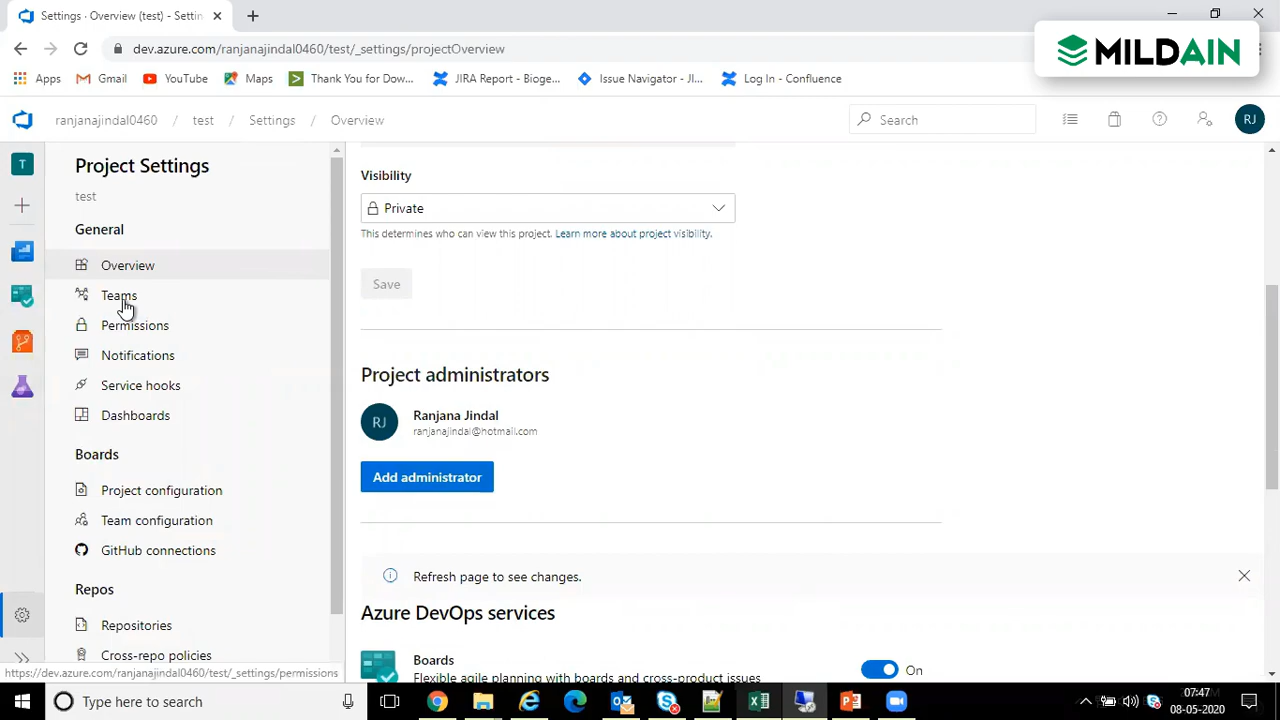 Settings · Overview (test) - Settin
dev.azure.com/ranjanajindal0460/test/_settings/projectOverview
MILDAIN
Apps
Gmail
YouTube
Maps
Thank You for Dow...
JIRA Report - Bioge...
Issue Navigator - JI...
Log In - Confluence
ranjanajindal0460 / test / Settings / Overview
Search
RJ
T
Project Settings
test
General
Overview
Teams
Permissions
Notifications
Service hooks
Dashboards
Boards
Project configuration
Team configuration
GitHub connections
Repos
Repositories
Cross-repo policies
https://dev.azure.com/ranjanajindal0460/test/_settings/permissions
Visibility
Private
This determines who can view this project. Learn more about project visibility.
Save
Project administrators
RJ
Ranjana Jindal
ranjanajindal@hotmail.com
Add administrator
Refresh page to see changes.
Azure DevOps services
Boards
Flexible agile planning with boards and cross-product issues
On
Type here to search
07:47
08-05-2020